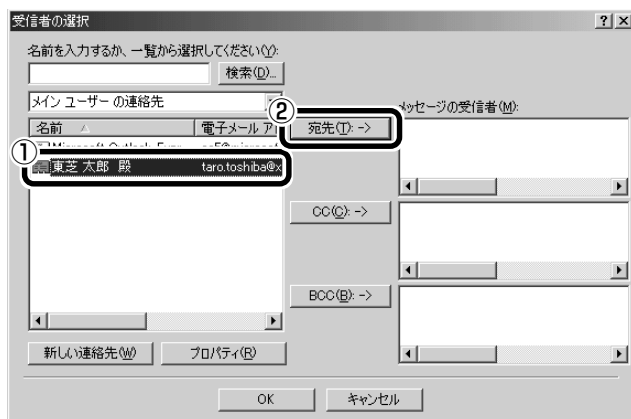 受信者の選択
名前を入力するか、一覧から選択してください(Y):
検索(D)...
メイン ユーザー の連絡先
メッセージの受信者(M):
名前
電子メール ア
②
宛先(T): ->
①
東芝 太郎 殿
taro.toshiba@x
CC(C): ->
BCC(B): ->
新しい連絡先(W)
プロパティ(R)
OK
キャンセル